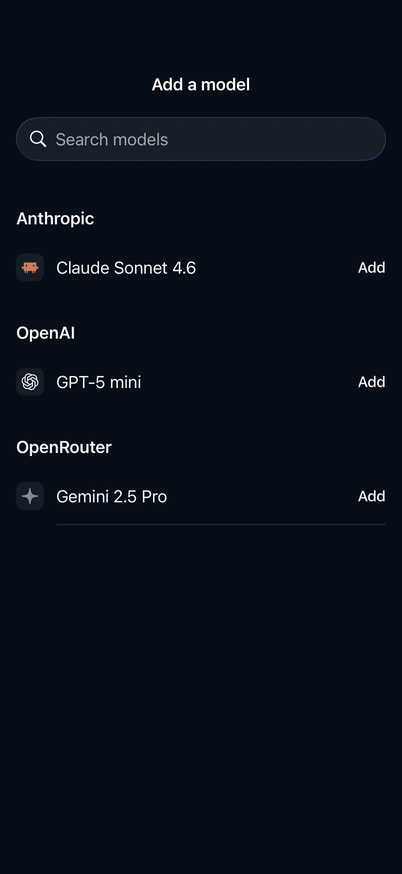 Add a model
Search models
Anthropic
Claude Sonnet 4.6 Add
OpenAI
GPT-5 mini Add
OpenRouter
Gemini 2.5 Pro Add